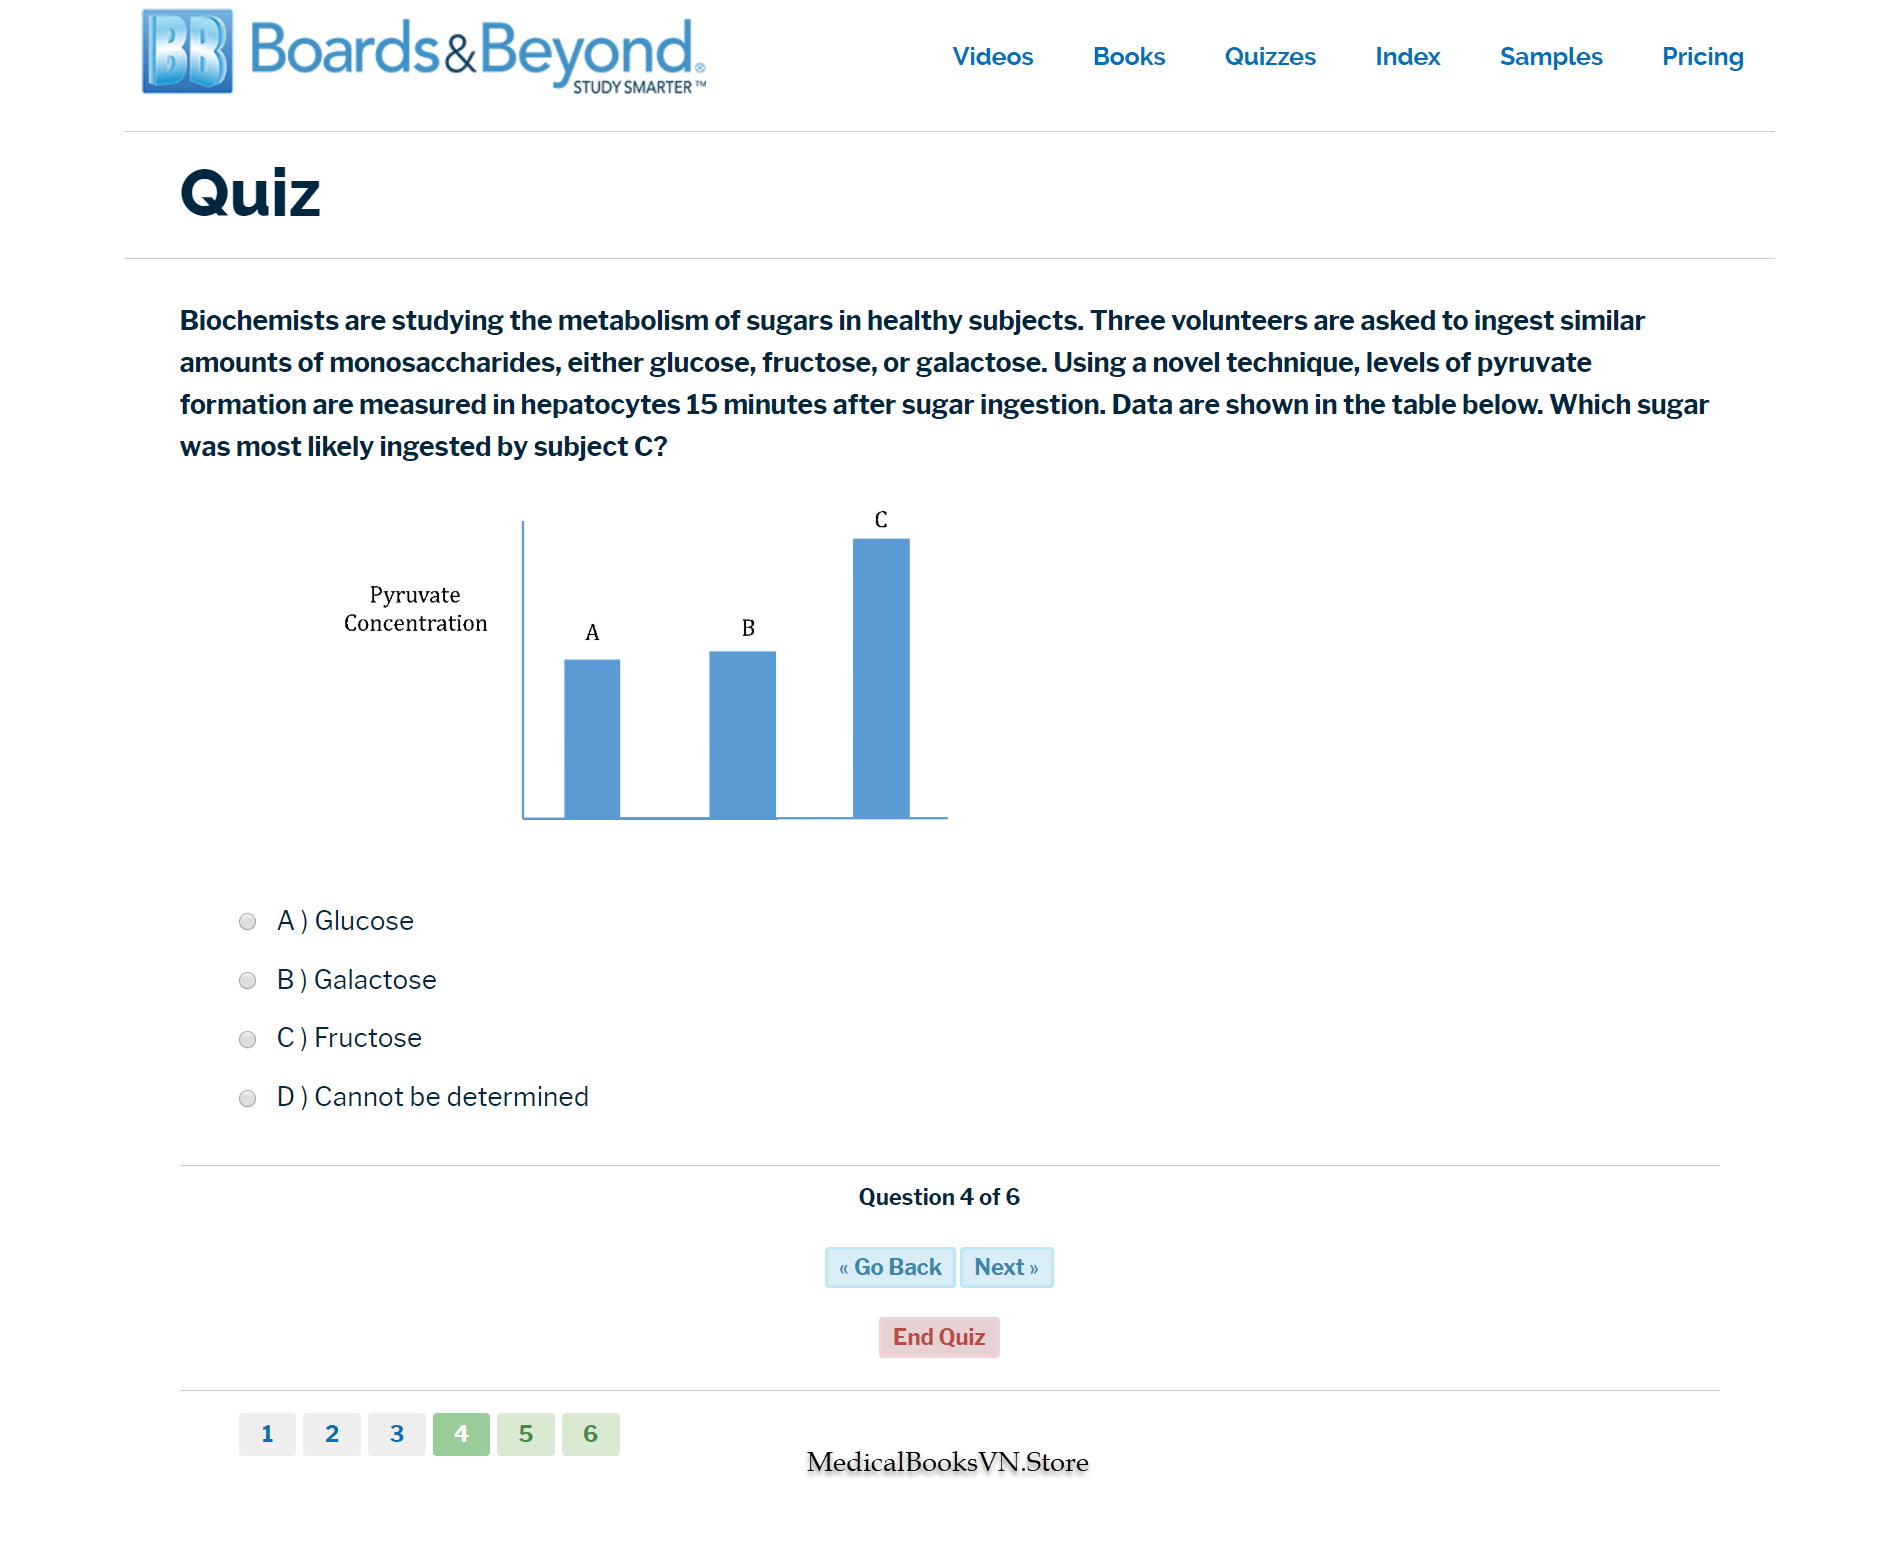 BB Boards&Beyond®
STUDY SMARTER™
Videos Books Quizzes Index Samples Pricing
Quiz
Biochemists are studying the metabolism of sugars in healthy subjects. Three volunteers are asked to ingest similar
amounts of monosaccharides, either glucose, fructose, or galactose. Using a novel technique, levels of pyruvate
formation are measured in hepatocytes 15 minutes after sugar ingestion. Data are shown in the table below. Which sugar
was most likely ingested by subject C?
C
Pyruvate
Concentration
A
B
A ) Glucose
B ) Galactose
C ) Fructose
D ) Cannot be determined
Question 4 of 6
« Go Back Next »
End Quiz
1 2 3 4 5 6
MedicalBooksVN.Store